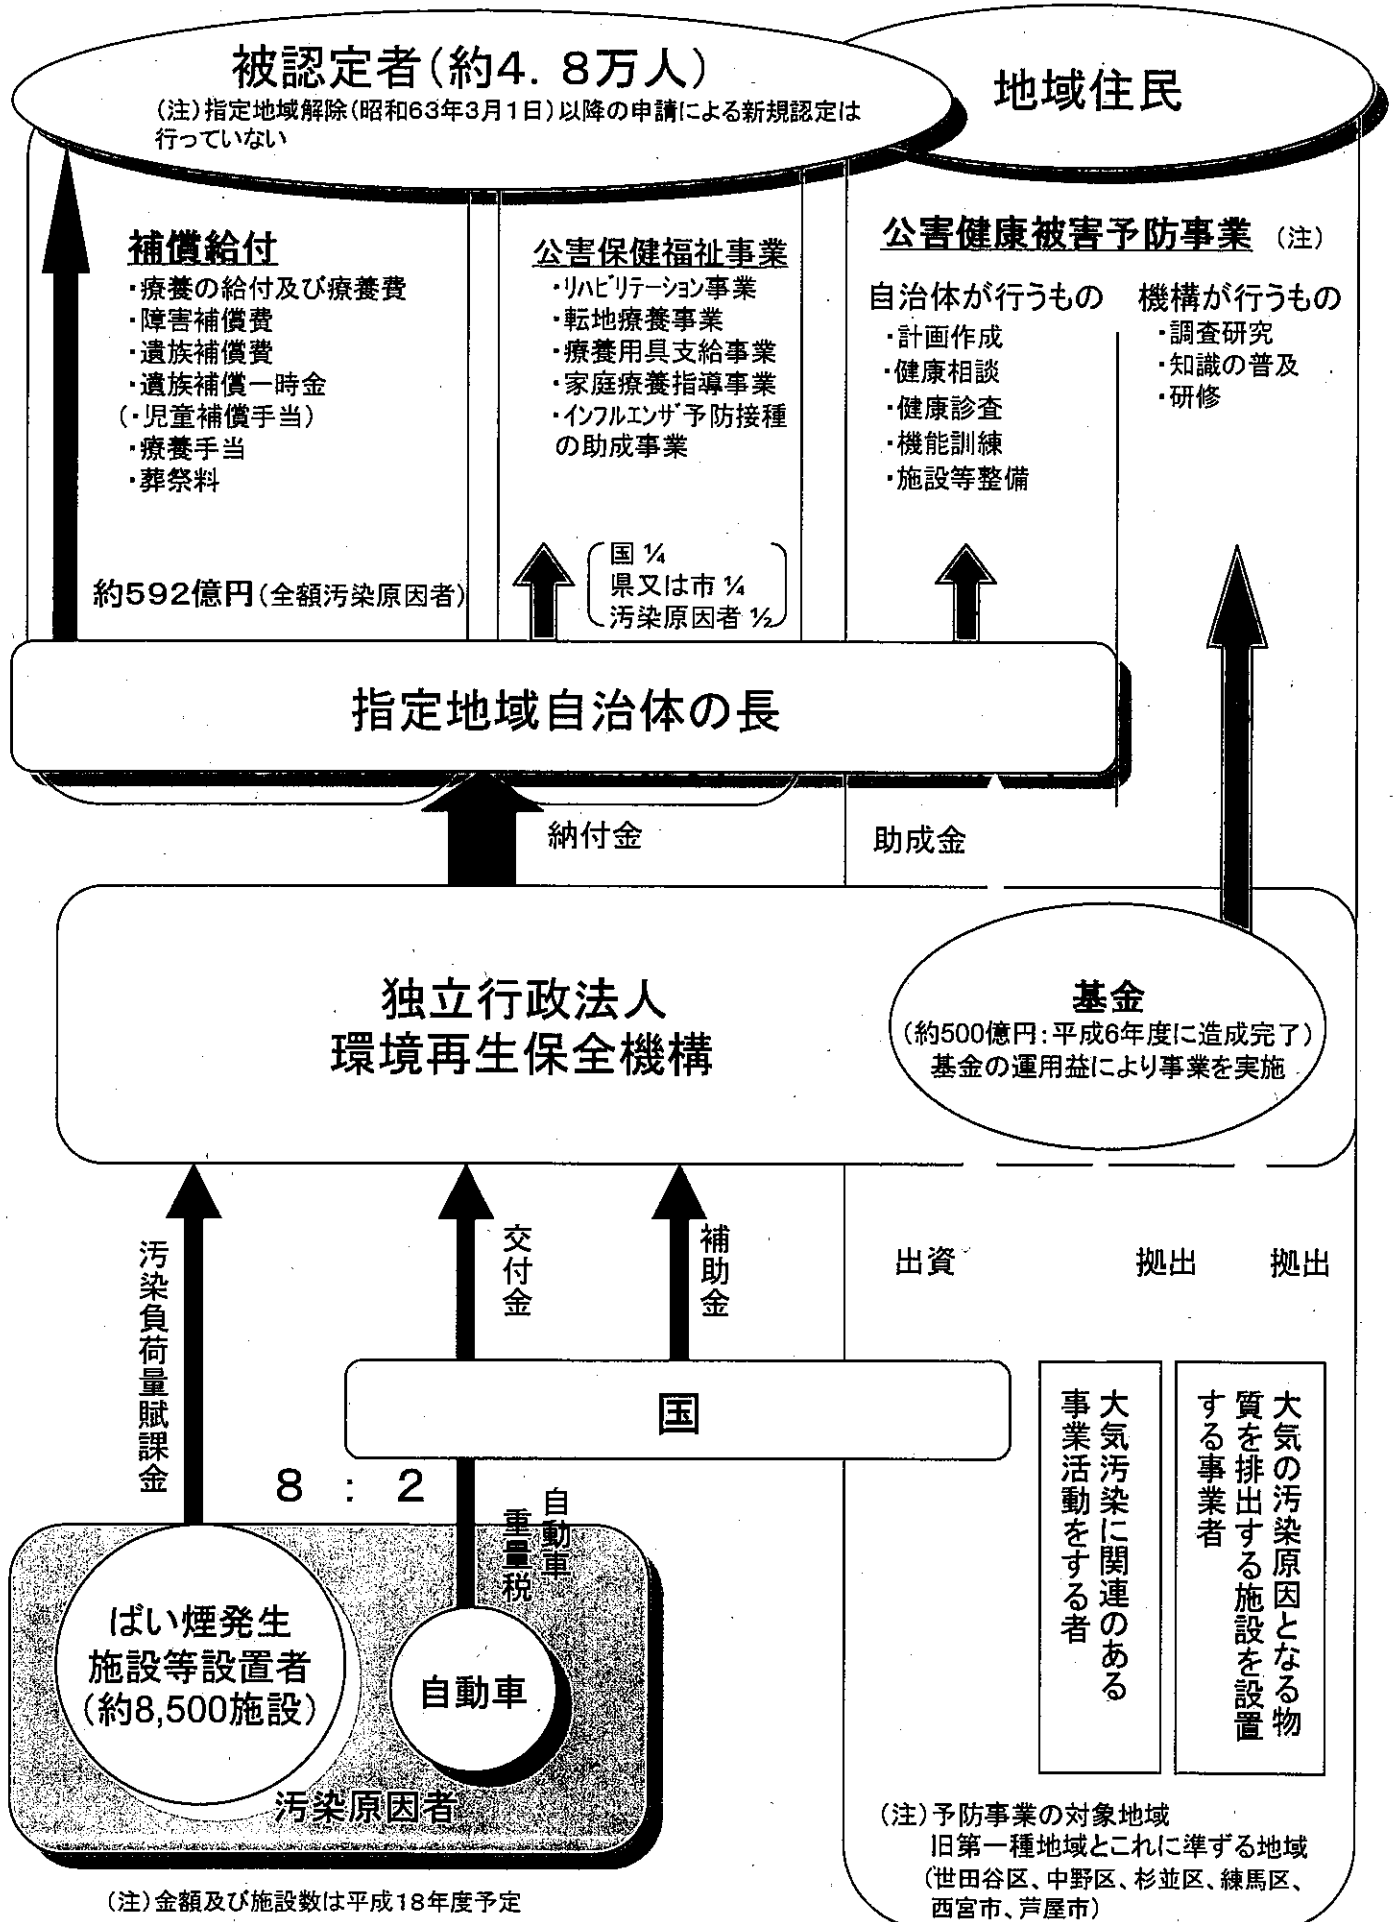 被認定者(約4.8万人)
(注)指定地域解除(昭和63年3月1日)以降の申請による新規認定は
行っていない
地域住民
補償給付
・療養の給付及び療養費
・障害補償費
・遺族補償費
・遺族補償一時金
(・児童補償手当)
・療養手当
・葬祭料
約592億円(全額汚染原因者)
公害保健福祉事業
・リハビリテーション事業
・転地療養事業
・療養用具支給事業
・家庭療養指導事業
・インフルエンザ予防接種
の助成事業
国 1/4
県又は市 1/4
汚染原因者 1/2
公害健康被害予防事業 (注)
自治体が行うもの
・計画作成
・健康相談
・健康診査
・機能訓練
・施設等整備
機構が行うもの
・調査研究
・知識の普及
・研修
指定地域自治体の長
納付金
助成金
独立行政法人
環境再生保全機構
基金
(約500億円:平成6年度に造成完了)
基金の運用益により事業を実施
汚染負荷量賦課金
交付金
補助金
出資
拠出
拠出
国
8 : 2
自動車
重量税
ばい煙発生
施設等設置者
(約8,500施設)
自動車
汚染原因者
大気汚染に関連のある
事業活動をする者
大気の汚染原因となる物
質を排出する施設を設置
する事業者
(注)予防事業の対象地域
旧第一種地域とこれに準ずる地域
(世田谷区、中野区、杉並区、練馬区、
西宮市、芦屋市)
(注)金額及び施設数は平成18年度予定